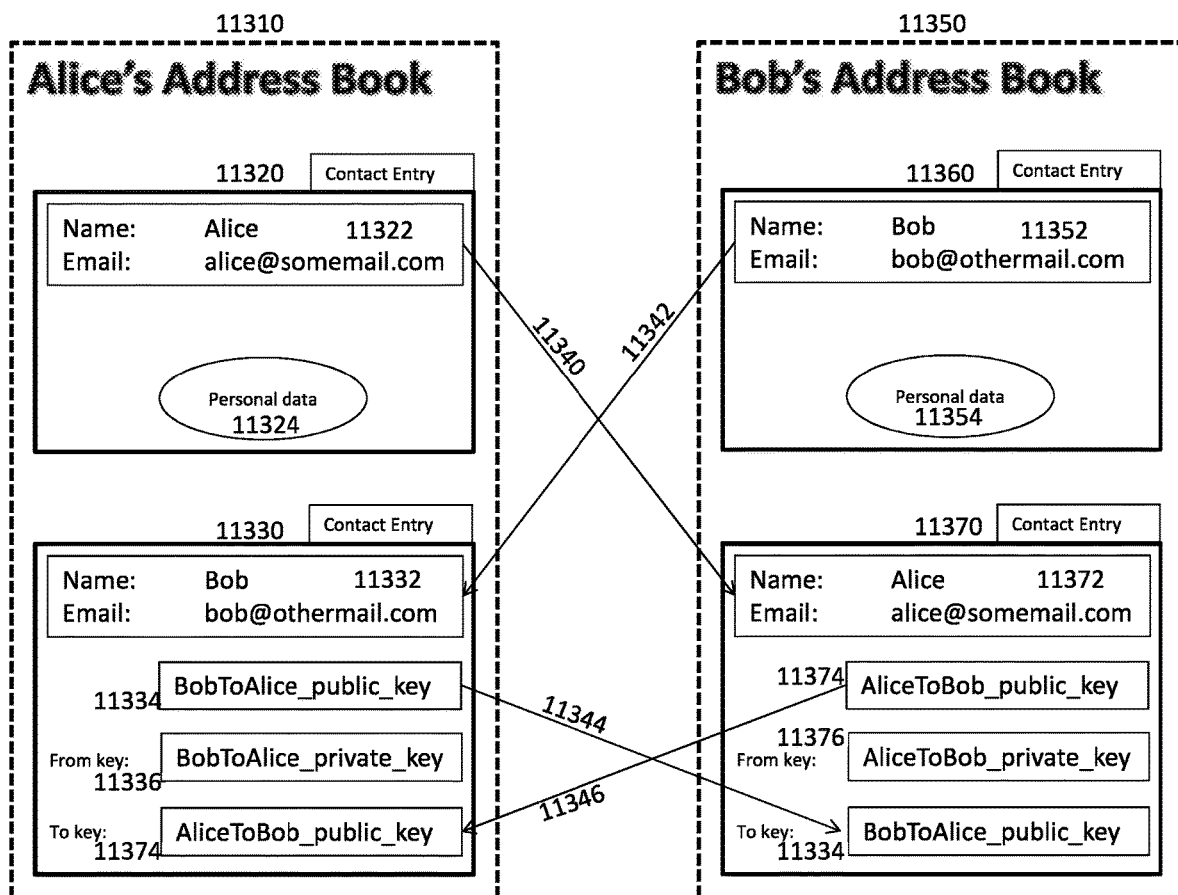 11310
Alice's Address Book
11320
Contact Entry
Name: Alice 11322
Email: alice@somemail.com
Personal data
11324
11330
Contact Entry
Name: Bob 11332
Email: bob@othermail.com
BobToAlice_public_key
11334
From key: BobToAlice_private_key
11336
To key: AliceToBob_public_key
11374
11340
11342
11344
11346
11350
Bob's Address Book
11360
Contact Entry
Name: Bob 11352
Email: bob@othermail.com
Personal data
11354
11370
Contact Entry
Name: Alice 11372
Email: alice@somemail.com
11374
AliceToBob_public_key
11376
From key: AliceToBob_private_key
To key: BobToAlice_public_key
11334